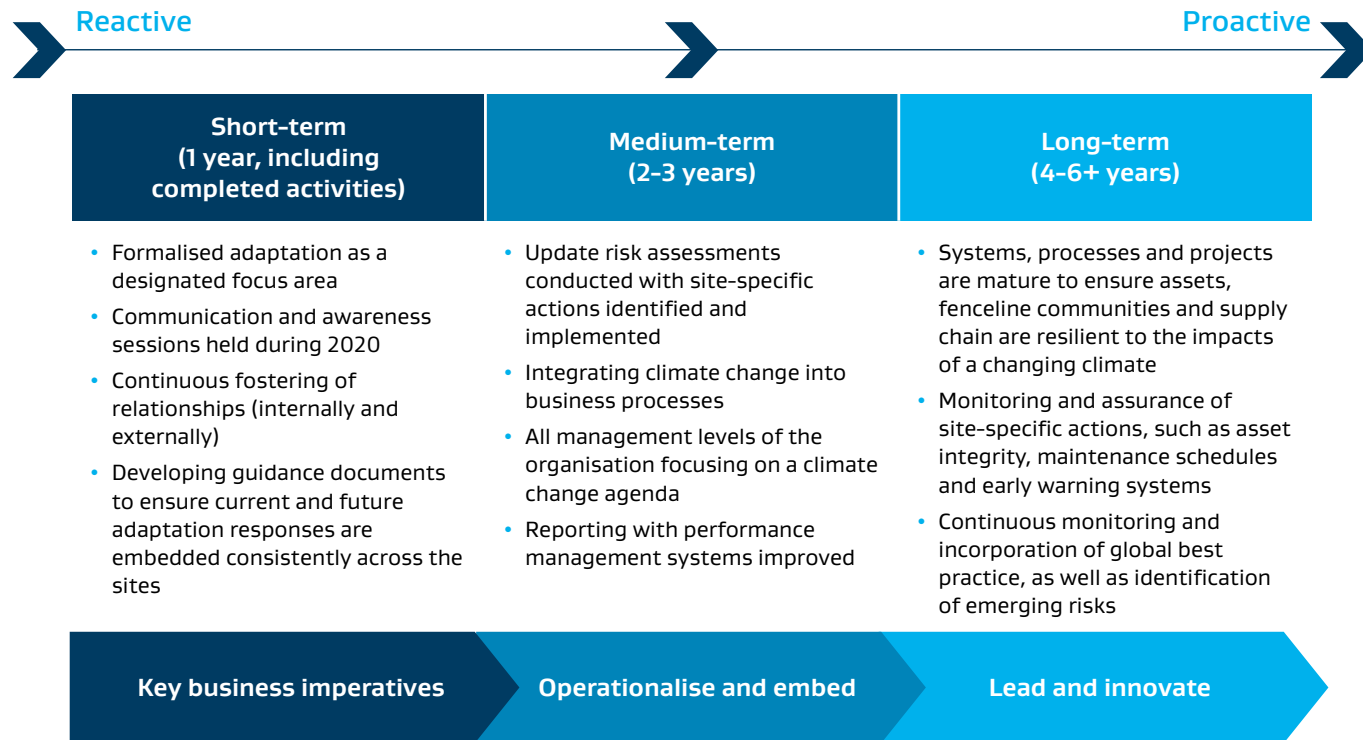 Reactive
Proactive
Short-term
(1 year, including
completed activities)
Medium-term
(2-3 years)
Long-term
(4-6+ years)
• Formalised adaptation as a
designated focus area
• Communication and awareness
sessions held during 2020
• Continuous fostering of
relationships (internally and
externally)
• Developing guidance documents
to ensure current and future
adaptation responses are
embedded consistently across the
sites
• Update risk assessments
conducted with site-specific
actions identified and
implemented
• Integrating climate change into
business processes
• All management levels of the
organisation focusing on a climate
change agenda
• Reporting with performance
management systems improved
• Systems, processes and projects
are mature to ensure assets,
fenceline communities and supply
chain are resilient to the impacts
of a changing climate
• Monitoring and assurance of
site-specific actions, such as asset
integrity, maintenance schedules
and early warning systems
• Continuous monitoring and
incorporation of global best
practice, as well as identification
of emerging risks
Key business imperatives
Operationalise and embed
Lead and innovate